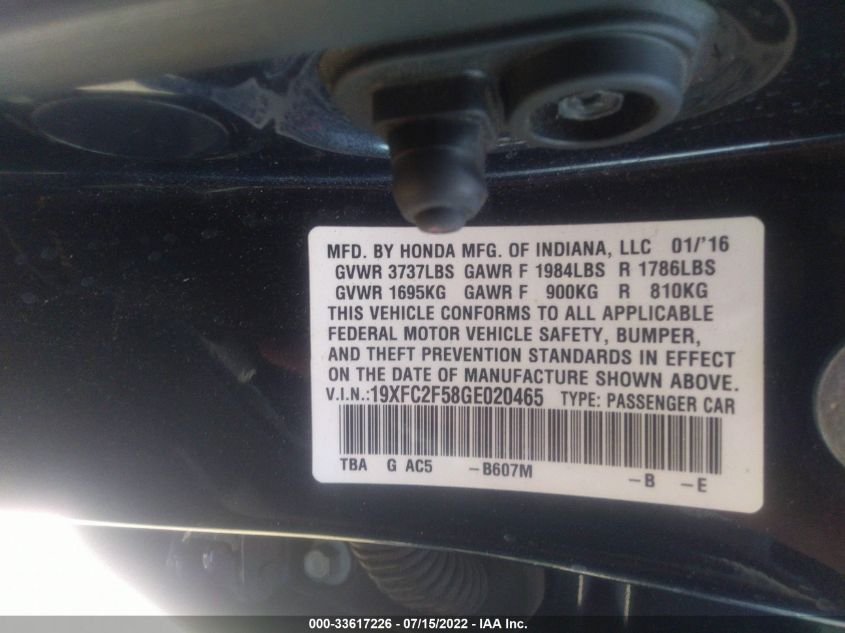 MFD. BY HONDA MFG. OF INDIANA, LLC 01/'16
GVWR 3737LBS GAWR F 1984LBS R 1786LBS
GVWR 1695KG GAWR F 900KG R 810KG
THIS VEHICLE CONFORMS TO ALL APPLICABLE
FEDERAL MOTOR VEHICLE SAFETY, BUMPER,
AND THEFT PREVENTION STANDARDS IN EFFECT
ON THE DATE OF MANUFACTURE SHOWN ABOVE.
V.I.N.:19XFC2F58GE020465 TYPE: PASSENGER CAR
TBA G AC5 -B607M -B -E
000-33617226 - 07/15/2022 - IAA Inc.